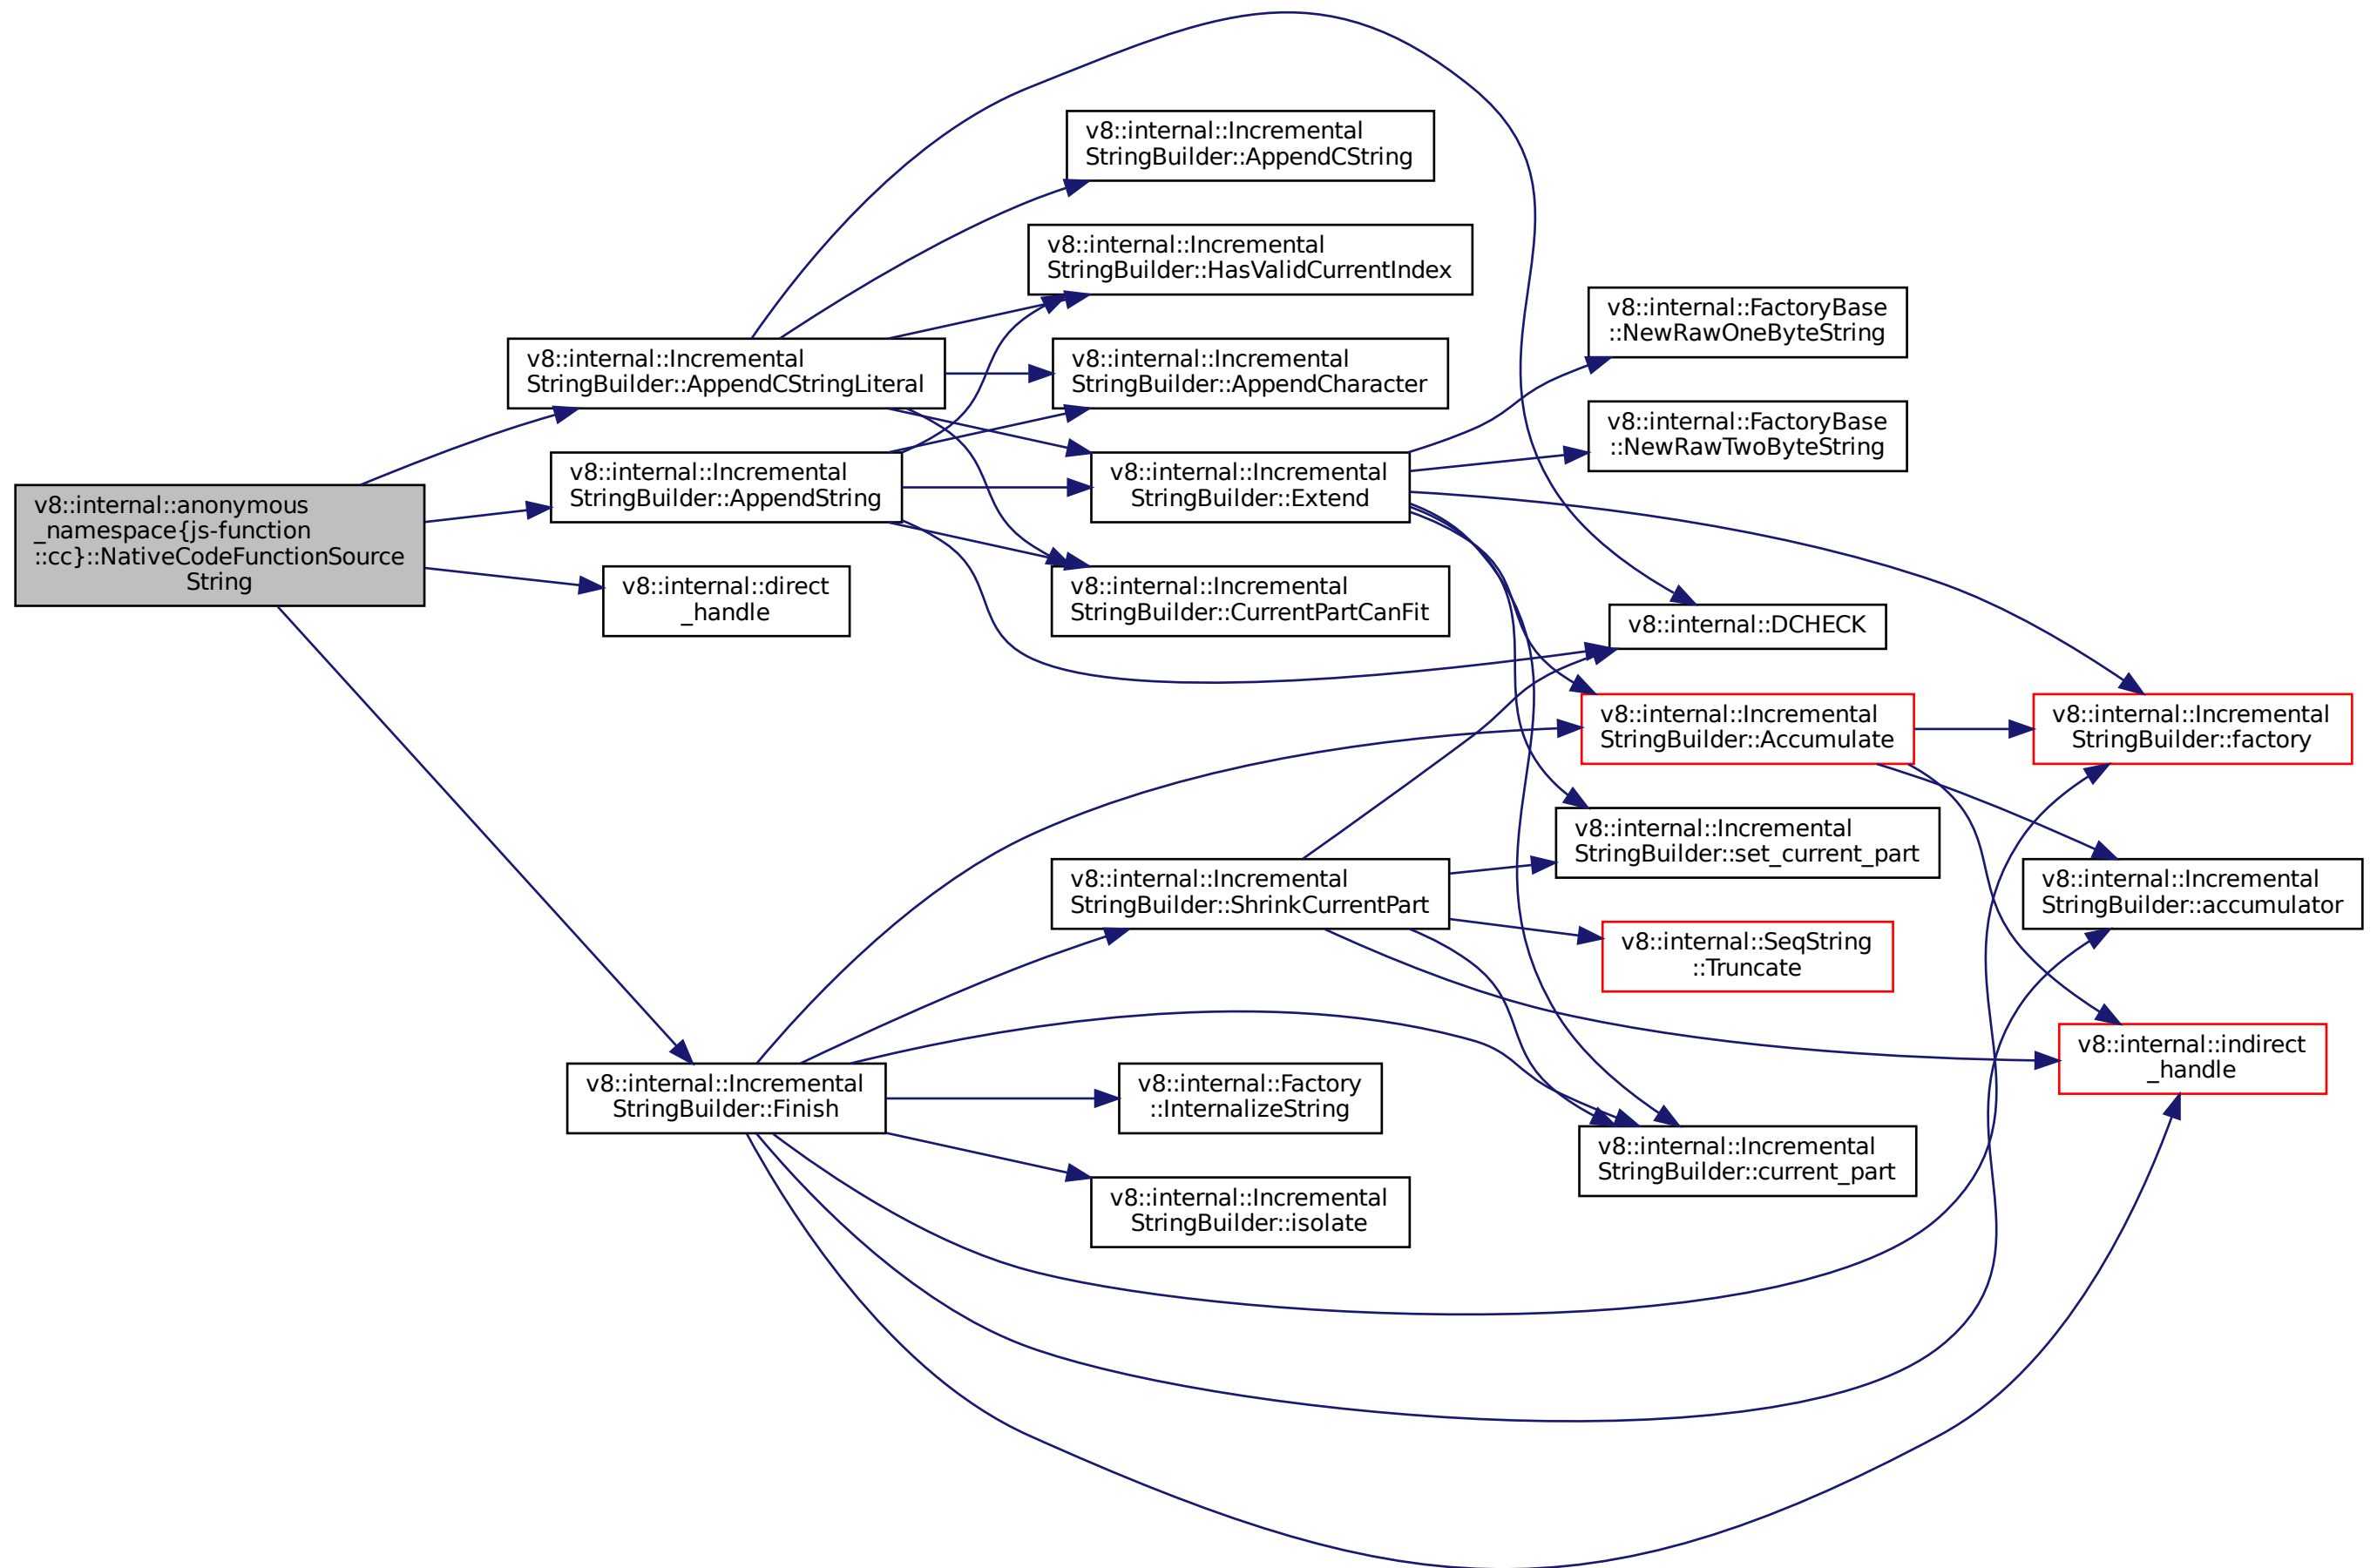 v8::internal::anonymous
_namespace{js-function
::cc}::NativeCodeFunctionSource
String
v8::internal::Incremental
StringBuilder::AppendCStringLiteral
v8::internal::Incremental
StringBuilder::AppendString
v8::internal::direct
_handle
v8::internal::Incremental
StringBuilder::Finish
v8::internal::Incremental
StringBuilder::AppendCString
v8::internal::Incremental
StringBuilder::HasValidCurrentIndex
v8::internal::Incremental
StringBuilder::AppendCharacter
v8::internal::Incremental
StringBuilder::Extend
v8::internal::Incremental
StringBuilder::CurrentPartCanFit
v8::internal::Incremental
StringBuilder::ShrinkCurrentPart
v8::internal::Factory
::InternalizeString
v8::internal::Incremental
StringBuilder::isolate
v8::internal::FactoryBase
::NewRawOneByteString
v8::internal::FactoryBase
::NewRawTwoByteString
v8::internal::DCHECK
v8::internal::Incremental
StringBuilder::Accumulate
v8::internal::Incremental
StringBuilder::set_current_part
v8::internal::SeqString
::Truncate
v8::internal::Incremental
StringBuilder::current_part
v8::internal::Incremental
StringBuilder::factory
v8::internal::Incremental
StringBuilder::accumulator
v8::internal::indirect
_handle